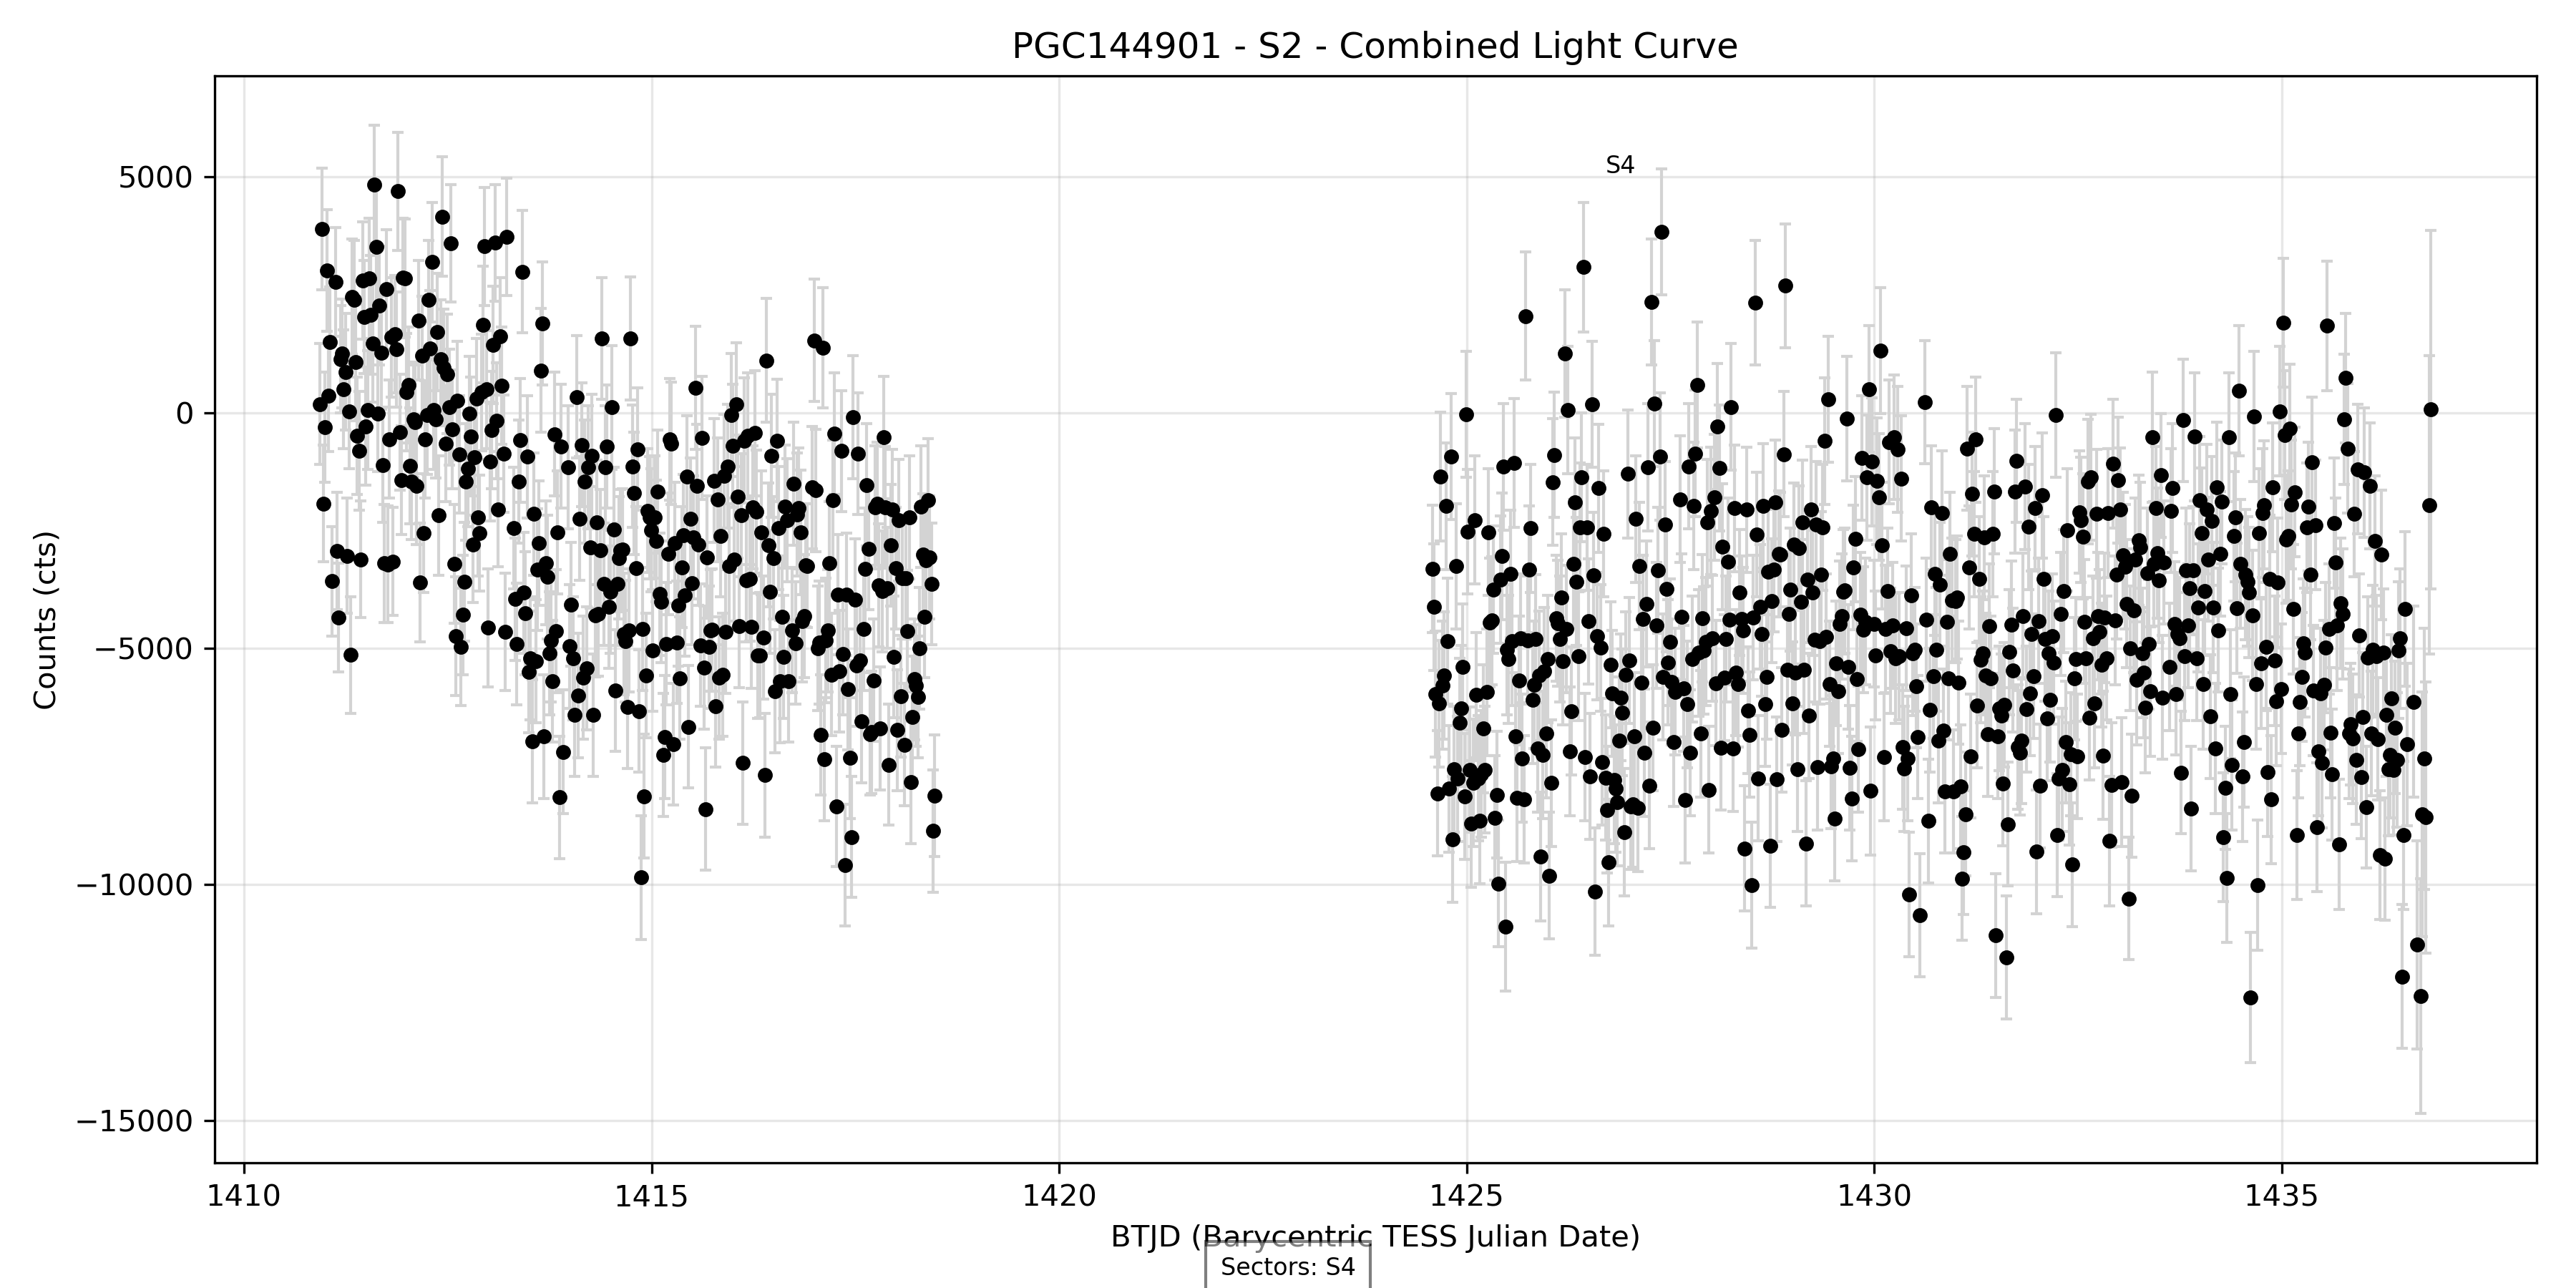 PGC144901 - S2 - Combined Light Curve
S4
5000
0
−5000
−10000
−15000
Counts (cts)
1410 1415 1420 1425 1430 1435
BTJD (Barycentric TESS Julian Date)
Sectors: S4